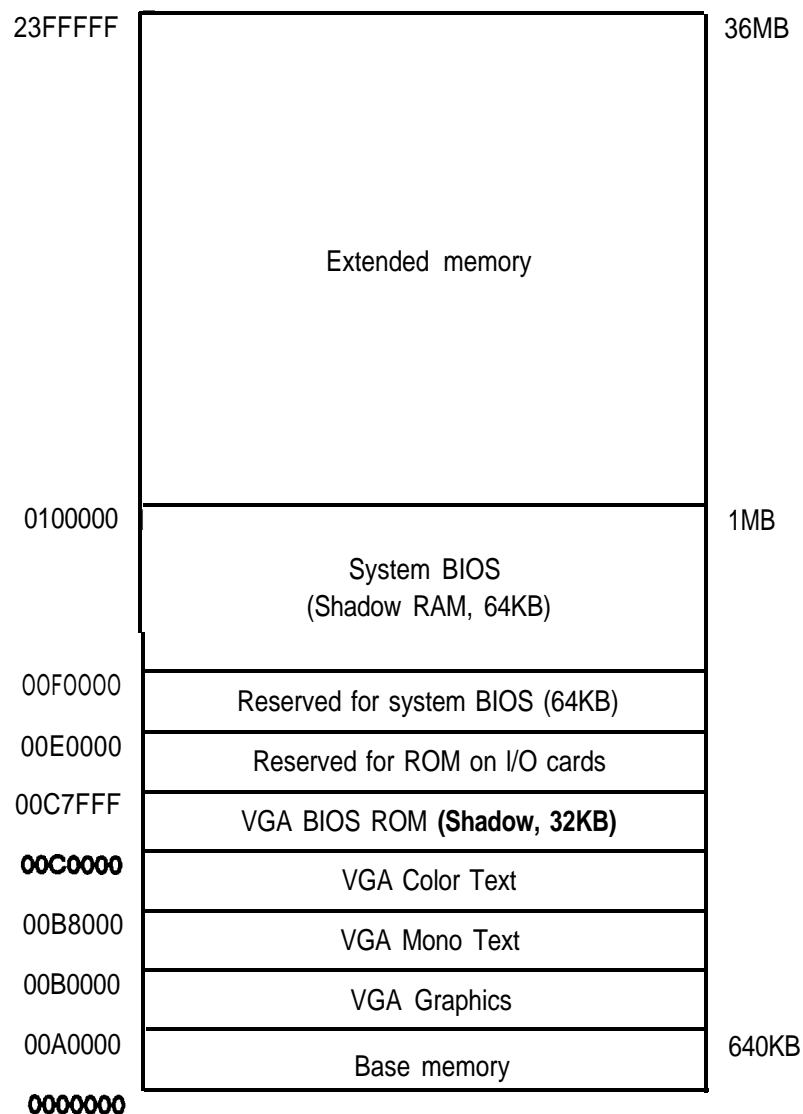 23FFFFF 36MB
Extended memory
0100000 1MB
System BIOS
(Shadow RAM, 64KB)
00F0000
Reserved for system BIOS (64KB)
00E0000
Reserved for ROM on I/O cards
00C7FFF
VGA BIOS ROM (Shadow, 32KB)
00C0000
VGA Color Text
00B8000
VGA Mono Text
00B0000
VGA Graphics
00A0000 640KB
Base memory
0000000